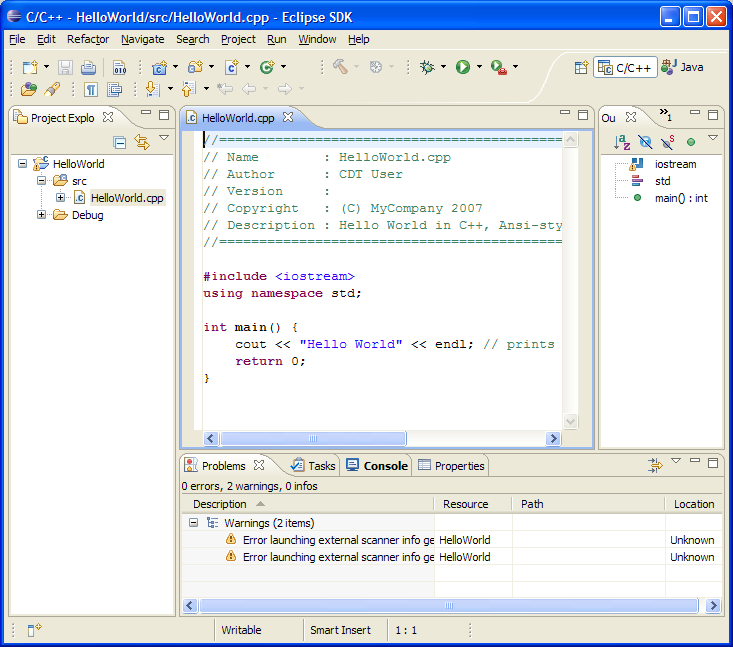 C/C++ - HelloWorld/src/HelloWorld.cpp - Eclipse SDK
File Edit Refactor Navigate Search Project Run Window Help
010
C/C++ Java
Project Explo
HelloWorld.cpp
Ou
»1
HelloWorld
src
HelloWorld.cpp
Debug
//===========================================
// Name        : HelloWorld.cpp
// Author      : CDT User
// Version     :
// Copyright   : (C) MyCompany 2007
// Description : Hello World in C++, Ansi-sty
//===========================================
#include <iostream>
using namespace std;
int main() {
cout << "Hello World" << endl; // prints
return 0;
}
iostream
std
main() : int
Problems Tasks Console Properties
0 errors, 2 warnings, 0 infos
Description Resource Path Location
Warnings (2 items)
Error launching external scanner info ge HelloWorld Unknown
Error launching external scanner info ge HelloWorld Unknown
Writable Smart Insert 1 : 1